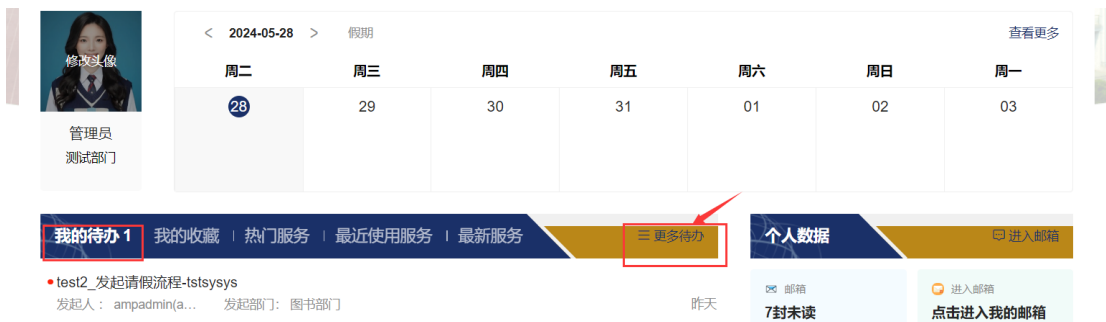 修改头像
管理员
测试部门
< 2024-05-28 > 假期 查看更多
周二 周三 周四 周五 周六 周日 周一
28 29 30 31 01 02 03
我的待办 1 我的收藏 | 热门服务 | 最近使用服务 | 最新服务 三 更多待办
test2_发起请假流程-tstsysys
发起人： ampadmin(a... 发起部门： 图书部门 昨天
个人数据 进入邮箱
邮箱
7封未读
进入邮箱
点击进入我的邮箱